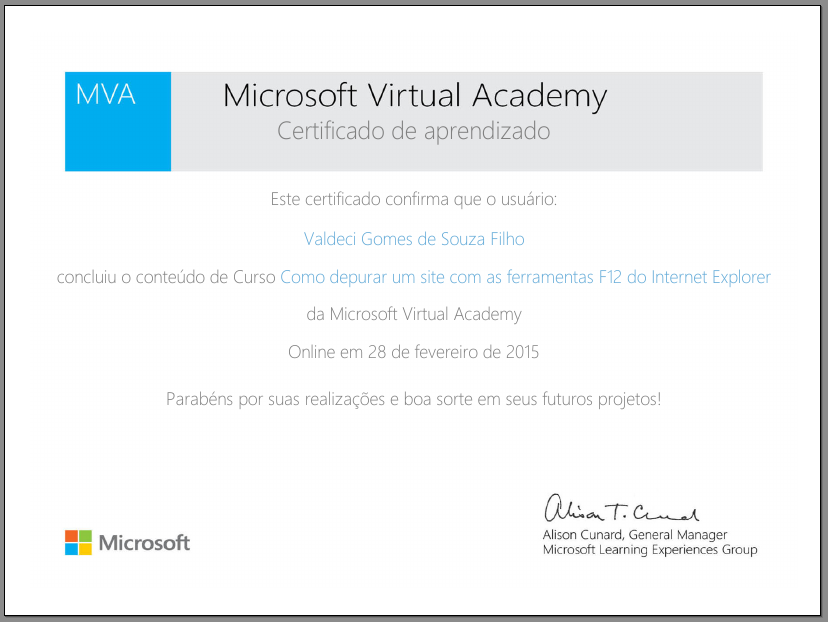 MVA
Microsoft Virtual Academy
Certificado de aprendizado
Este certificado confirma que o usuário:
Valdeci Gomes de Souza Filho
concluiu o conteúdo de Curso Como depurar um site com as ferramentas F12 do Internet Explorer
da Microsoft Virtual Academy
Online em 28 de fevereiro de 2015
Parabéns por suas realizações e boa sorte em seus futuros projetos!
Alison T. Cunard
Alison Cunard, General Manager
Microsoft Learning Experiences Group
Microsoft